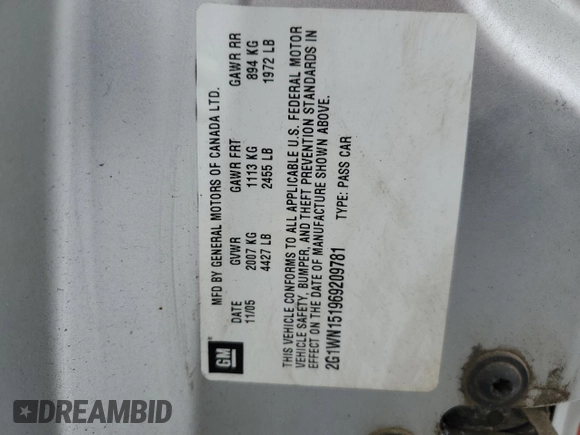 MFD BY GENERAL MOTORS OF CANADA LTD.
DATE GVWR GAWR FRT GAWR RR
11/05 2007 KG 1113 KG 894 KG
4427 LB 2455 LB 1972 LB
THIS VEHICLE CONFORMS TO ALL APPLICABLE U.S. FEDERAL MOTOR
VEHICLE SAFETY, BUMPER, AND THEFT PREVENTION STANDARDS IN
EFFECT ON THE DATE OF MANUFACTURE SHOWN ABOVE.
2G1WN151969209781 TYPE: PASS CAR
GM
DREAMBID